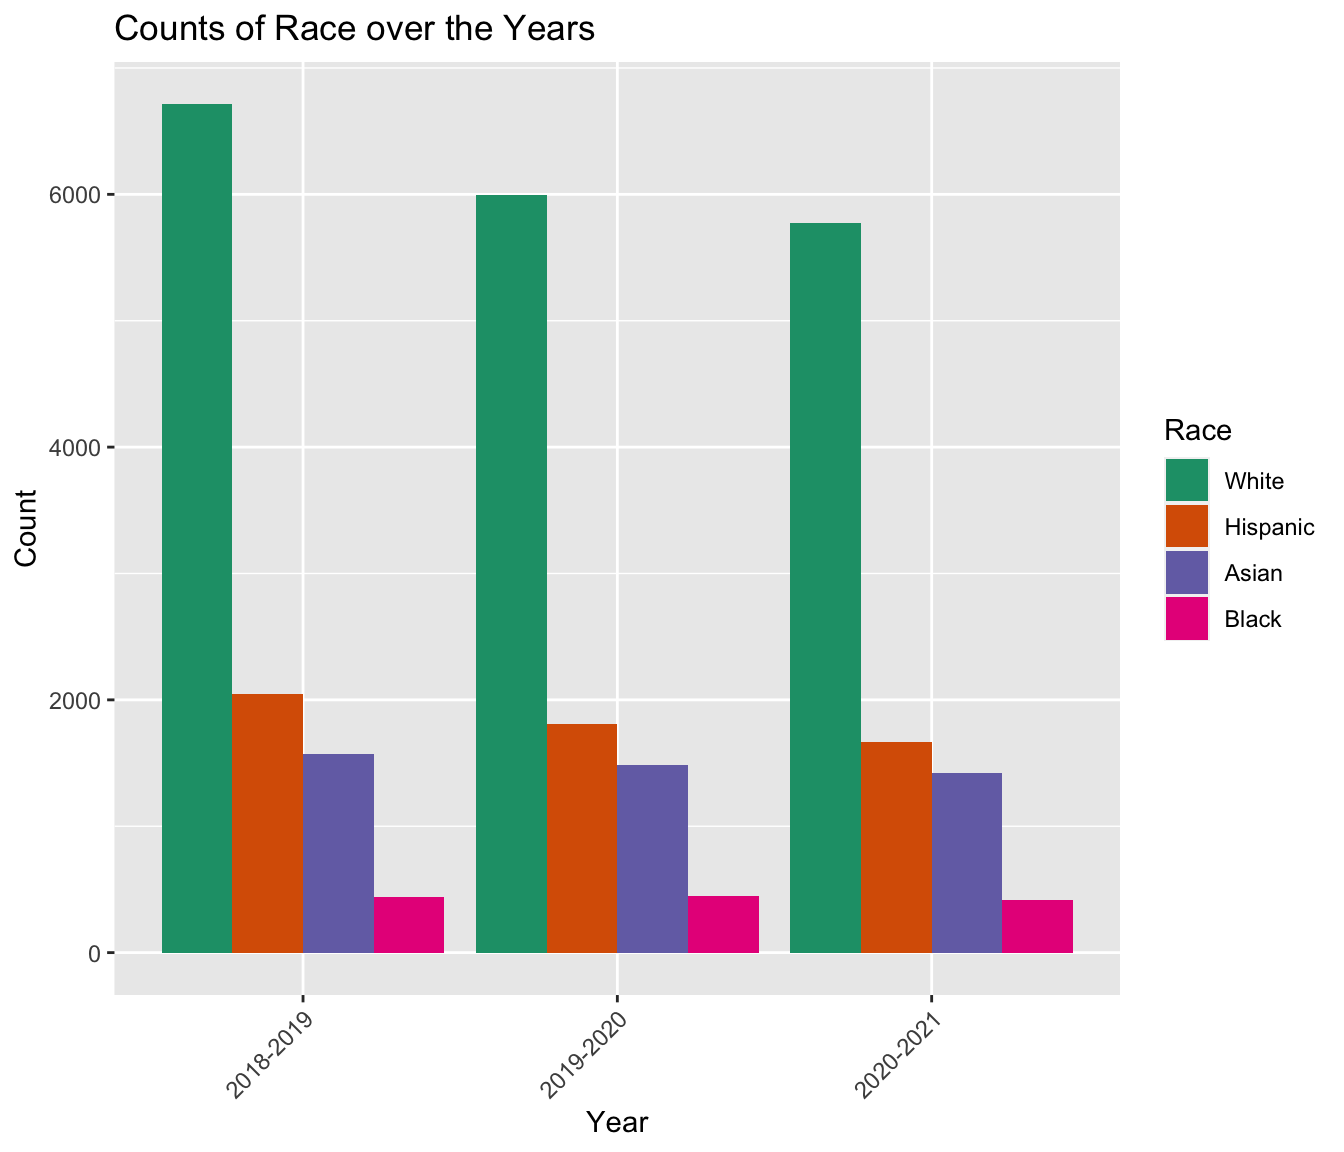 Counts of Race over the Years
Count
6000
4000
2000
0
2018-2019
2019-2020
2020-2021
Year
Race
White
Hispanic
Asian
Black